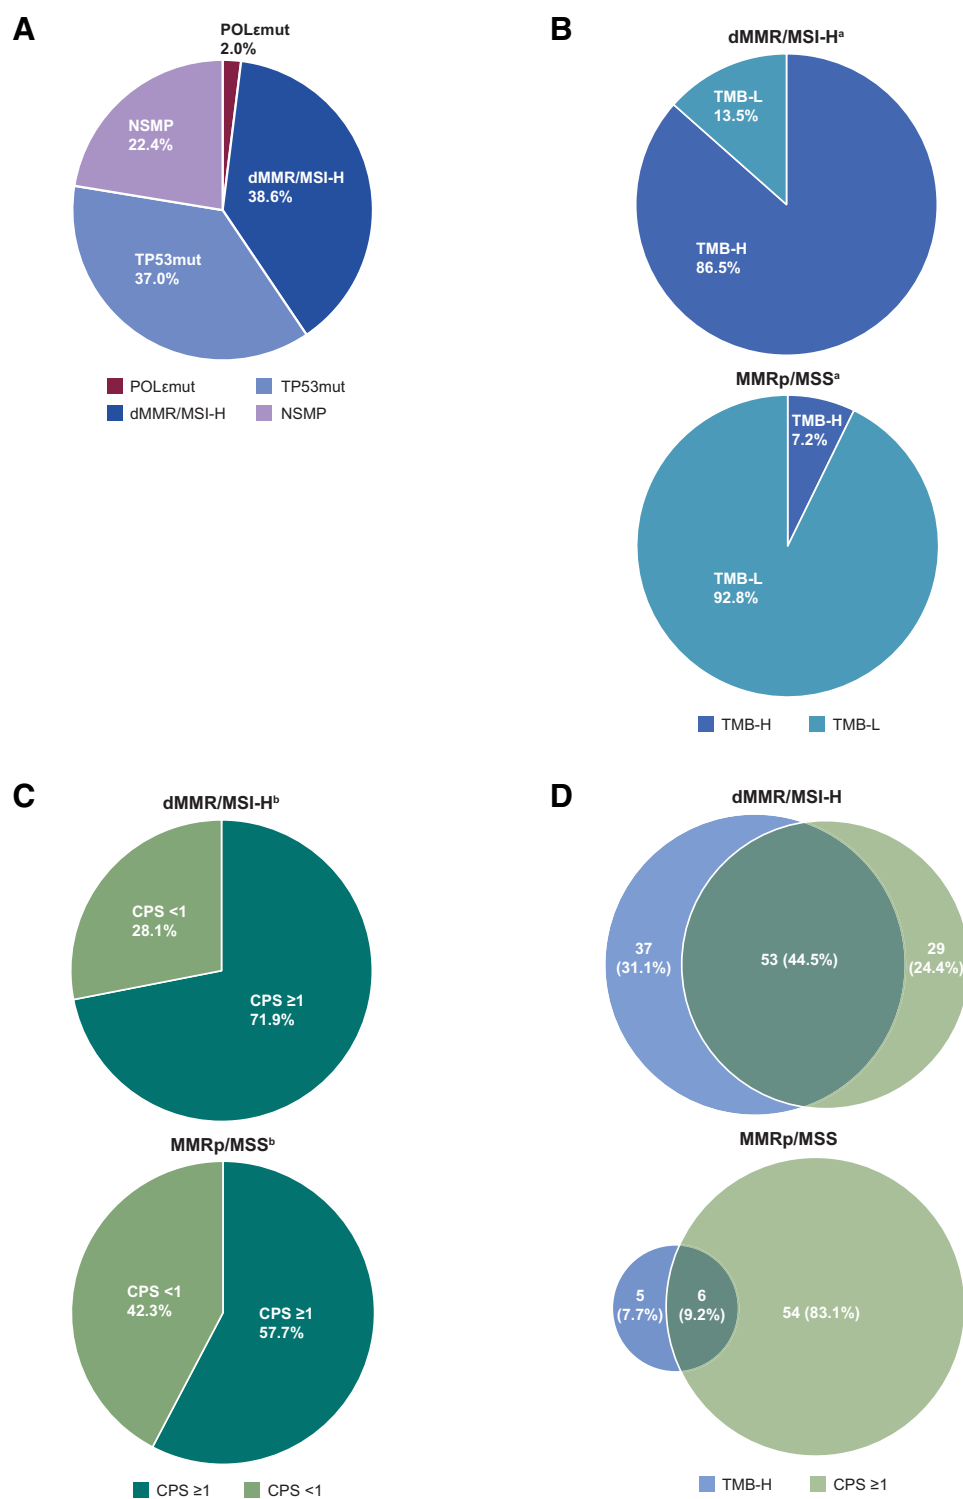 A
POLεmut
2.0%
NSMP
22.4%
dMMR/MSI-H
38.6%
TP53mut
37.0%
POLεmut
TP53mut
dMMR/MSI-H
NSMP
B
dMMR/MSI-Hᵃ
TMB-L
13.5%
TMB-H
86.5%
MMRp/MSSᵃ
TMB-H
7.2%
TMB-L
92.8%
TMB-H
TMB-L
C
dMMR/MSI-Hᵇ
CPS <1
28.1%
CPS ≥1
71.9%
MMRp/MSSᵇ
CPS <1
42.3%
CPS ≥1
57.7%
CPS ≥1
CPS <1
D
dMMR/MSI-H
37
(31.1%)
53 (44.5%)
29
(24.4%)
MMRp/MSS
5
(7.7%)
6
(9.2%)
54 (83.1%)
TMB-H
CPS ≥1